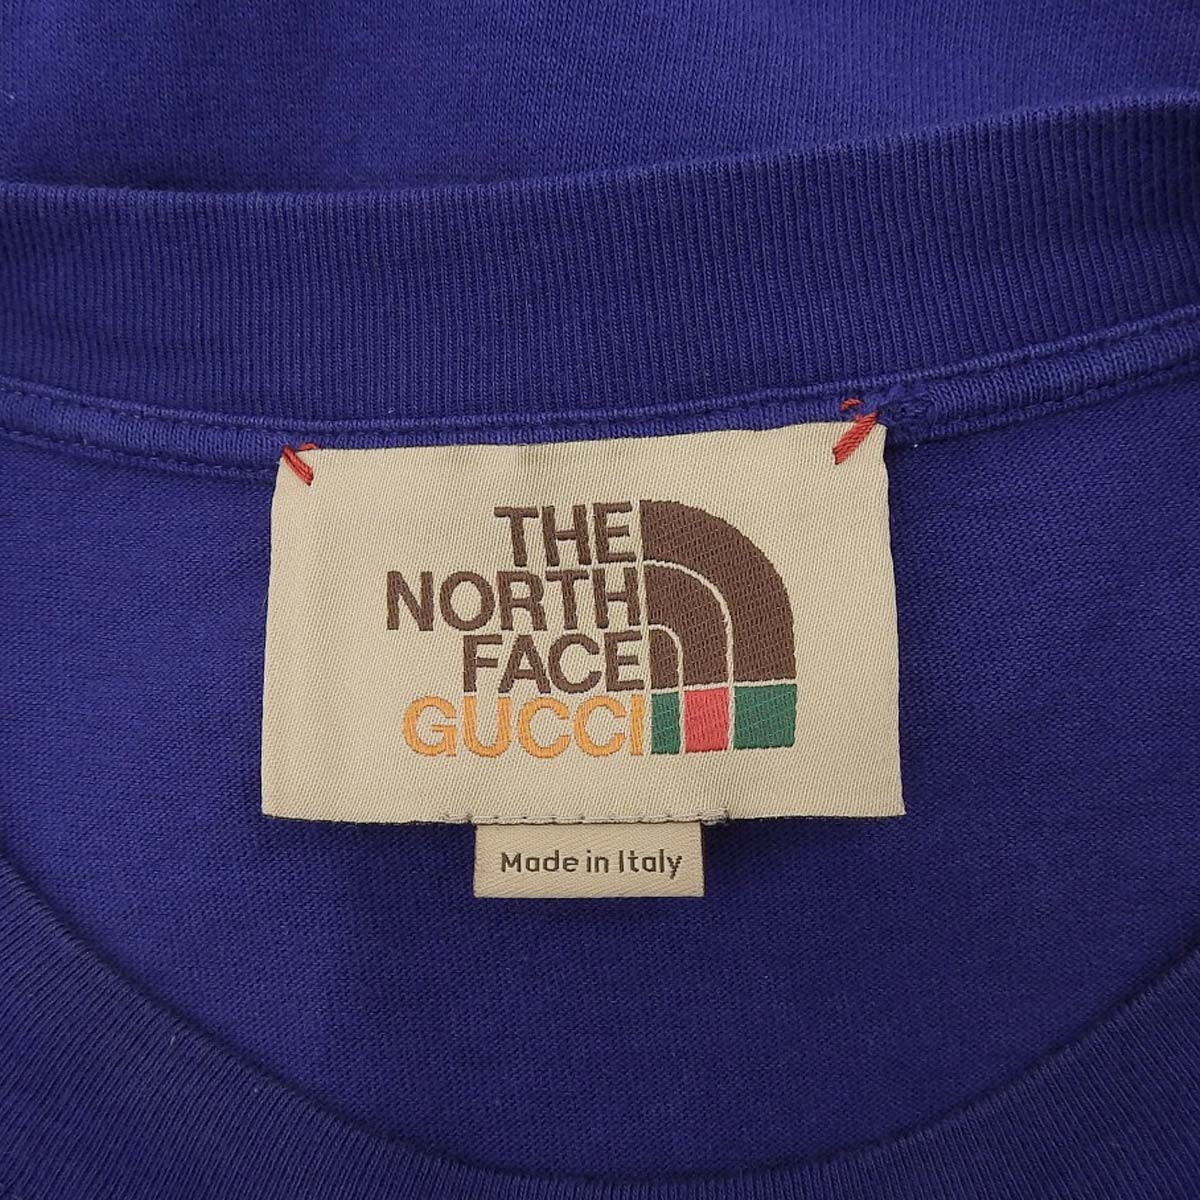 THE
NORTH
FACE
GUCCI
Made in Italy